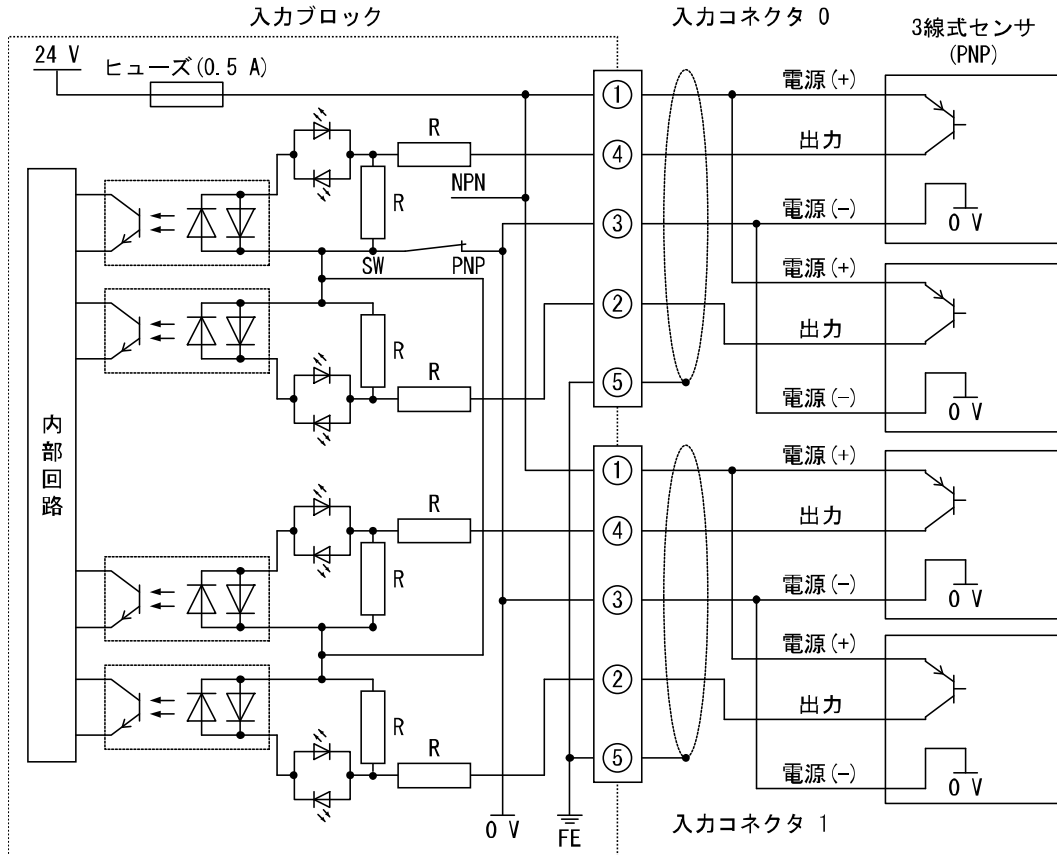 入力ブロック
入力コネクタ 0
3線式センサ
(PNP)
24 V
ヒューズ(0.5 A)
①
電源(+)
R
④
出力
NPN
R
③
電源(-)
0 V
SW
PNP
電源(+)
②
出力
R
R
⑤
電源(-)
0 V
内部回路
①
電源(+)
R
④
出力
R
③
電源(-)
0 V
電源(+)
②
出力
R
R
⑤
電源(-)
0 V
0 V
FE
入力コネクタ 1